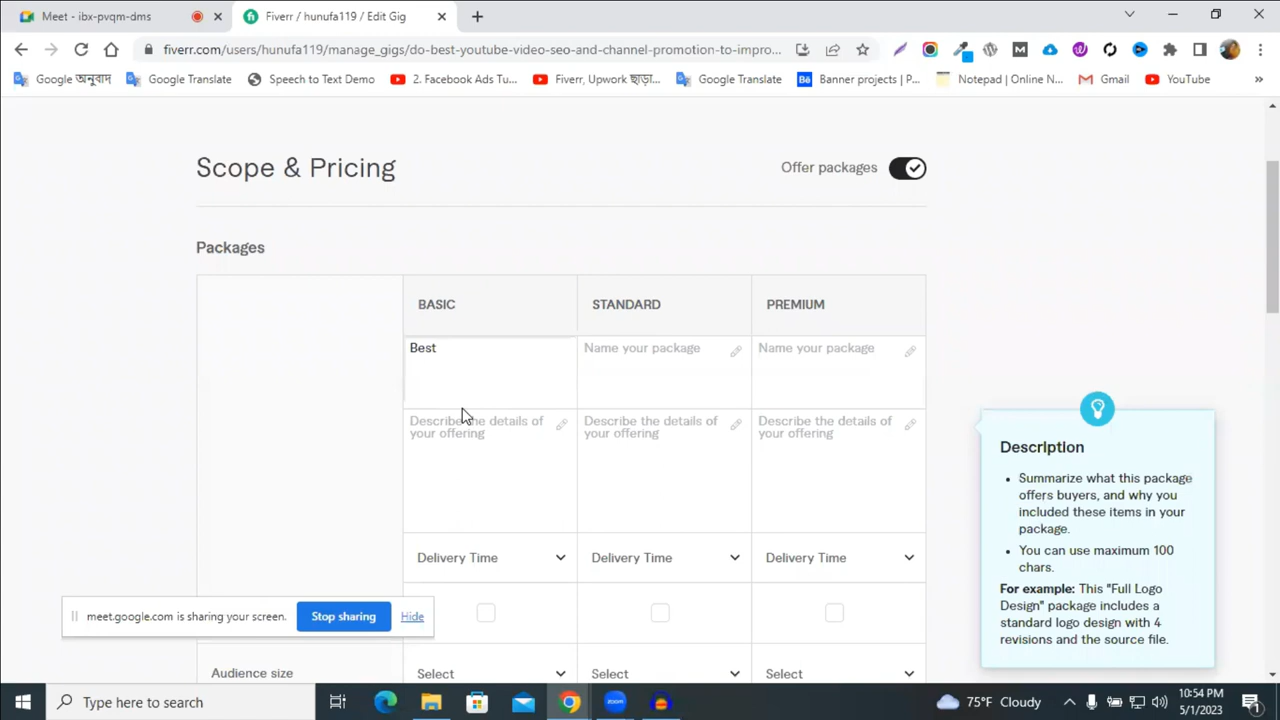 Meet - ibx-pvqm-dms
Fiverr / hunufa119 / Edit Gig
fiverr.com/users/hunufa119/manage_gigs/do-best-youtube-video-seo-and-channel-promotion-to-impro...
Google অনুবাদ
Google Translate
Speech to Text Demo
2. Facebook Ads Tu...
Fiverr, Upwork ছাড়া...
Google Translate
Bē
Banner projects | P...
Notepad | Online N...
Gmail
YouTube
»
Scope & Pricing
Offer packages
Packages
BASIC
STANDARD
PREMIUM
Best
Name your package
Name your package
Describe the details of
your offering
Describe the details of
your offering
Describe the details of
your offering
Delivery Time
Delivery Time
Delivery Time
Audience size
Select
Select
Select
Description
• Summarize what this package
offers buyers, and why you
included these items in your
package.
• You can use maximum 100
chars.
For example: This "Full Logo
Design" package includes a
standard logo design with 4
revisions and the source file.
meet.google.com is sharing your screen.
Stop sharing
Hide
Type here to search
zoom
75°F Cloudy
10:54 PM
5/1/2023
1